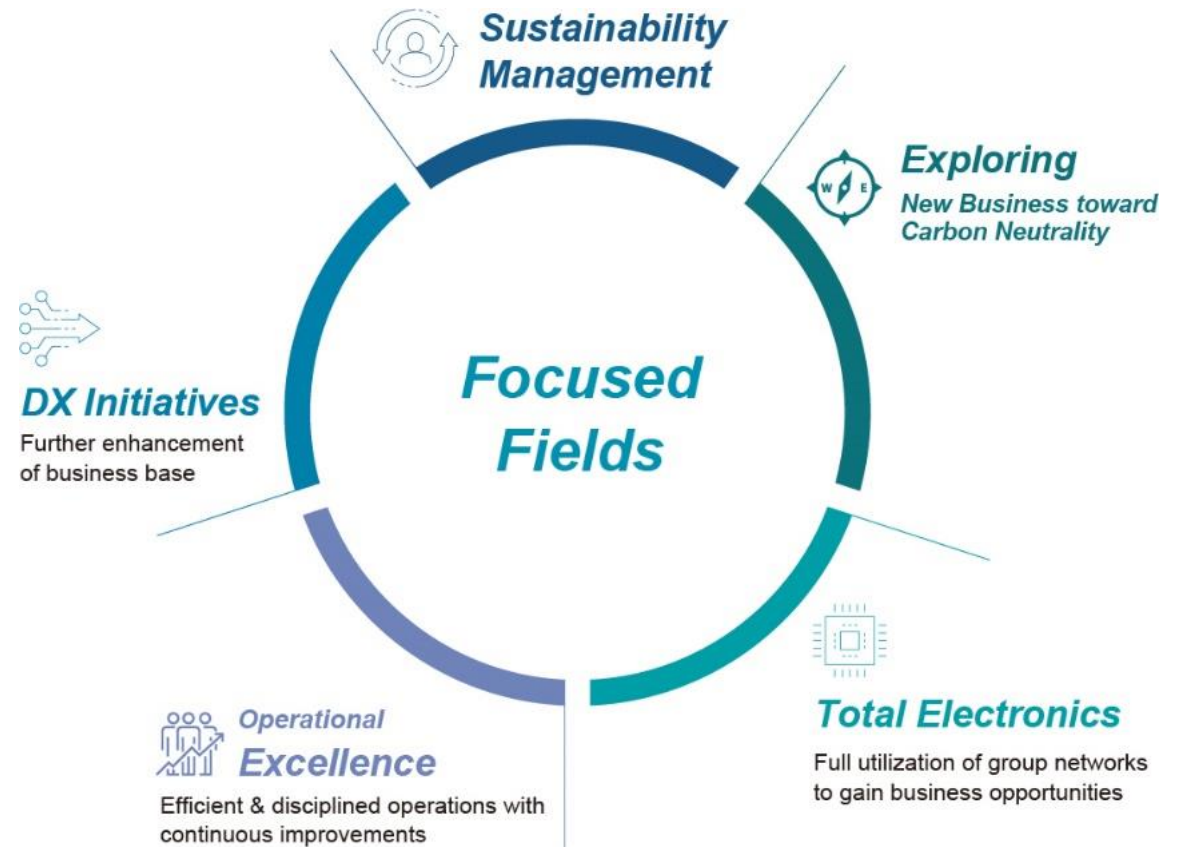 Sustainability
Management
Exploring
New Business toward
Carbon Neutrality
W E
DX Initiatives
Further enhancement
of business base
Focused
Fields
Total Electronics
Full utilization of group networks
to gain business opportunities
Operational
Excellence
Efficient & disciplined operations with
continuous improvements